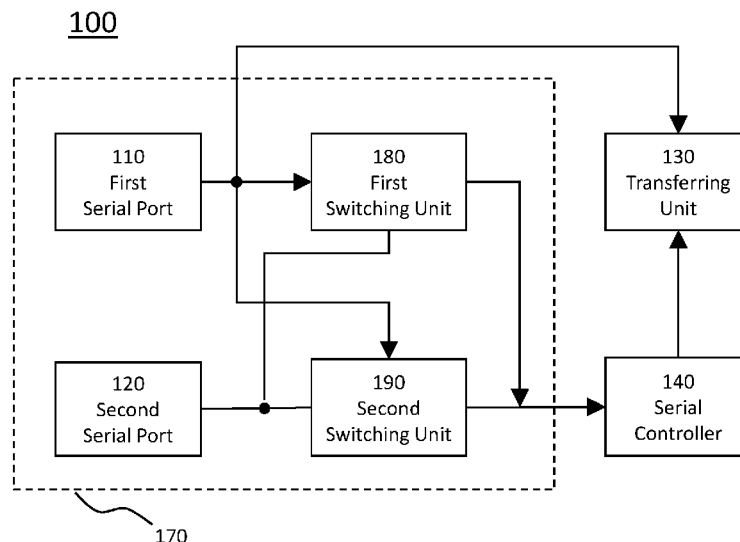 100
110
First
Serial Port
180
First
Switching Unit
130
Transferring
Unit
120
Second
Serial Port
190
Second
Switching Unit
140
Serial
Controller
170